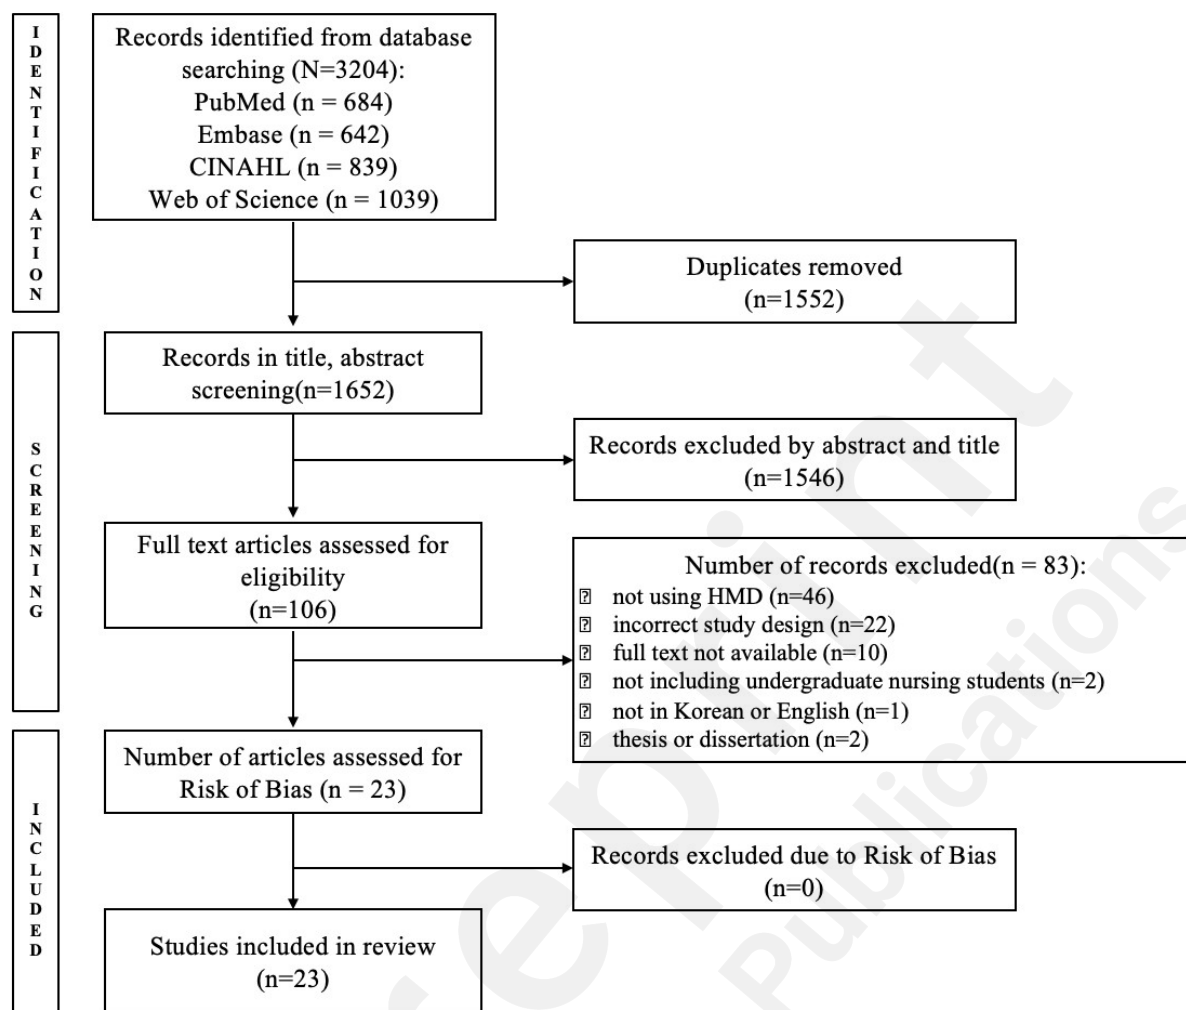 IDENTIFICATION
Records identified from database
searching (N=3204):
PubMed (n = 684)
Embase (n = 642)
CINAHL (n = 839)
Web of Science (n = 1039)
Duplicates removed
(n=1552)
SCREENING
Records in title, abstract
screening(n=1652)
Records excluded by abstract and title
(n=1546)
Full text articles assessed for
eligibility
(n=106)
Number of records excluded(n = 83):
not using HMD (n=46)
incorrect study design (n=22)
full text not available (n=10)
not including undergraduate nursing students (n=2)
not in Korean or English (n=1)
thesis or dissertation (n=2)
INCLUDED
Number of articles assessed for
Risk of Bias (n = 23)
Records excluded due to Risk of Bias
(n=0)
Studies included in review
(n=23)
eprint
Publications